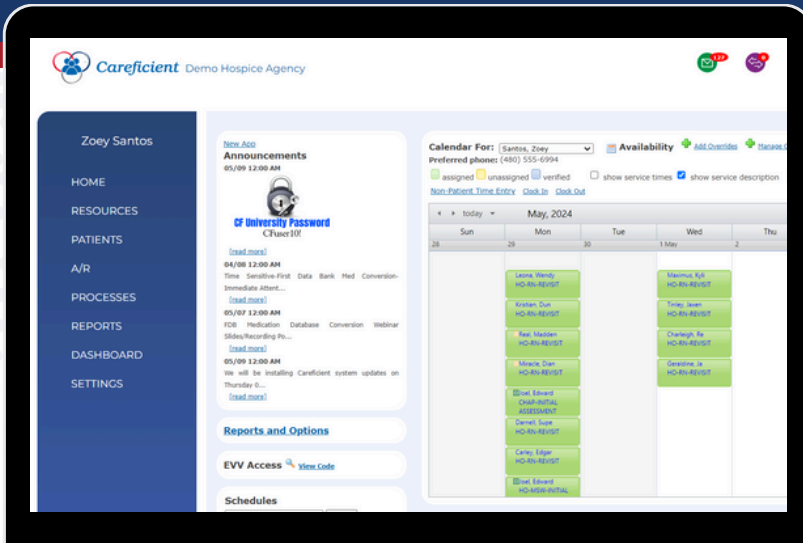 Careficient Demo Hospice Agency
Zoey Santos
HOME
RESOURCES
PATIENTS
A/R
PROCESSES
REPORTS
DASHBOARD
SETTINGS
New App
Announcements
05/09 12:00 AM
CF University Password
CFuser10!
[read more]
04/08 12:00 AM
Time Sensitive-First Data Bank Med Conversion-
Immediate Attent...
[read more]
05/07 12:00 AM
FDB Medication Database Conversion Webinar
Slides/Recording Po...
[read more]
05/09 12:00 AM
We will be installing Careficient system updates on
Thursday 0...
[read more]
Reports and Options
EVV Access View Code
Schedules
Calendar For: Santos, Zoey Availability Add Overrides Manage
Preferred phone: (480) 555-6994
assigned unassigned verified show service times show service description
Non-Patient Time Entry Clock In Clock Out
today May, 2024
Sun Mon Tue Wed Thu
28 29 30 1 May 2
Leona, Wendy
HO-RN-REVISIT
Kristian, Dun
HO-RN-REVISIT
Real, Madden
HO-RN-REVISIT
Miracle, Dian
HO-RN-REVISIT
Edward
CHAP-INITIAL
ASSESSMENT
Darnell, Supe
HO-RN-REVISIT
Carley, Edgar
HO-RN-REVISIT
Edward
HO-MSW-INITIAL
Maximus, Kyli
HO-RN-REVISIT
Tinley, Jaxen
HO-RN-REVISIT
Charleigh, Re
HO-RN-REVISIT
Geraldine, Ja
HO-RN-REVISIT